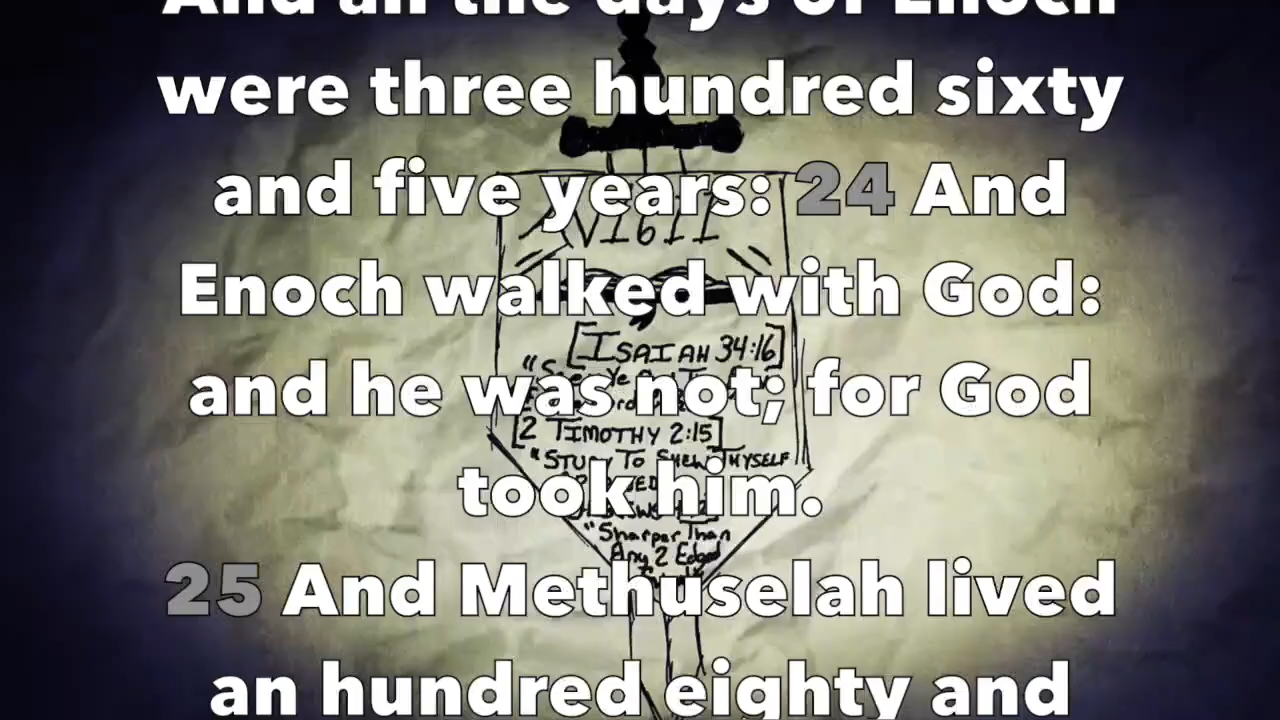 And all the days of Enoch
were three hundred sixty
and five years: 24 And
Enoch walked with God:
and he was not; for God
took him.
25 And Methuselah lived
an hundred eighty and
AV1611
[ISAIAH 34:16]
[2 TIMOTHY 2:15]
"STUDY TO SHEW THYSELF
"Sharper Than
Any 2 Edged